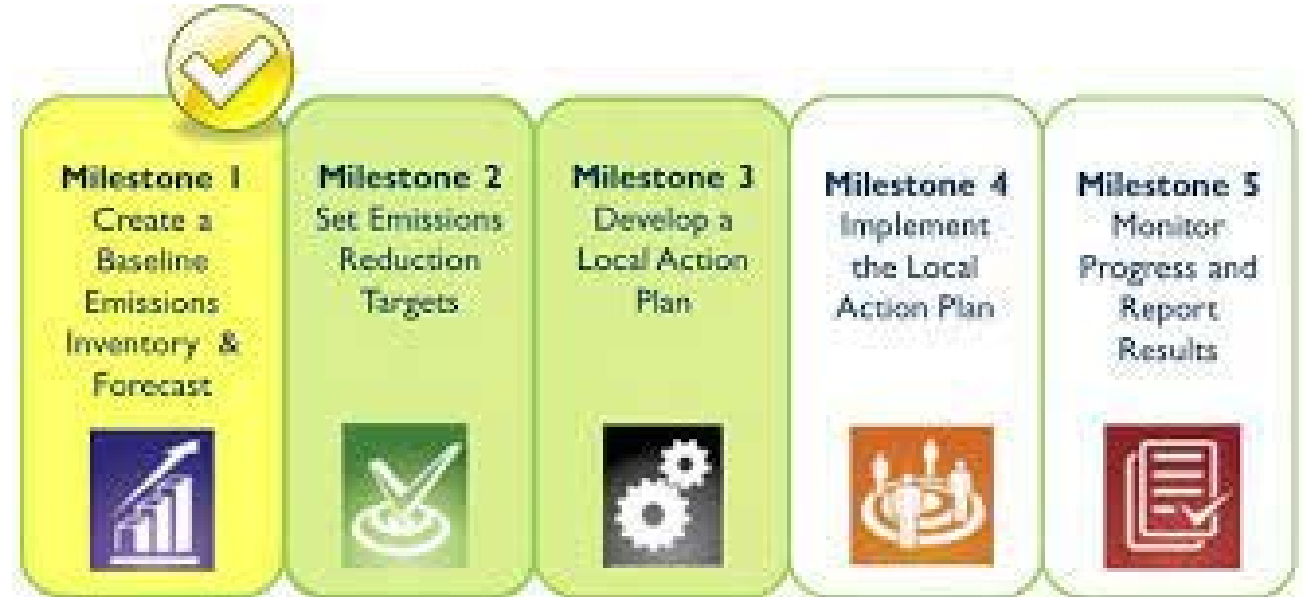 Milestone 1
Create a
Baseline
Emissions
Inventory &
Forecast
Milestone 2
Set Emissions
Reduction
Targets
Milestone 3
Develop a
Local Action
Plan
Milestone 4
Implement
the Local
Action Plan
Milestone 5
Monitor
Progress and
Report
Results